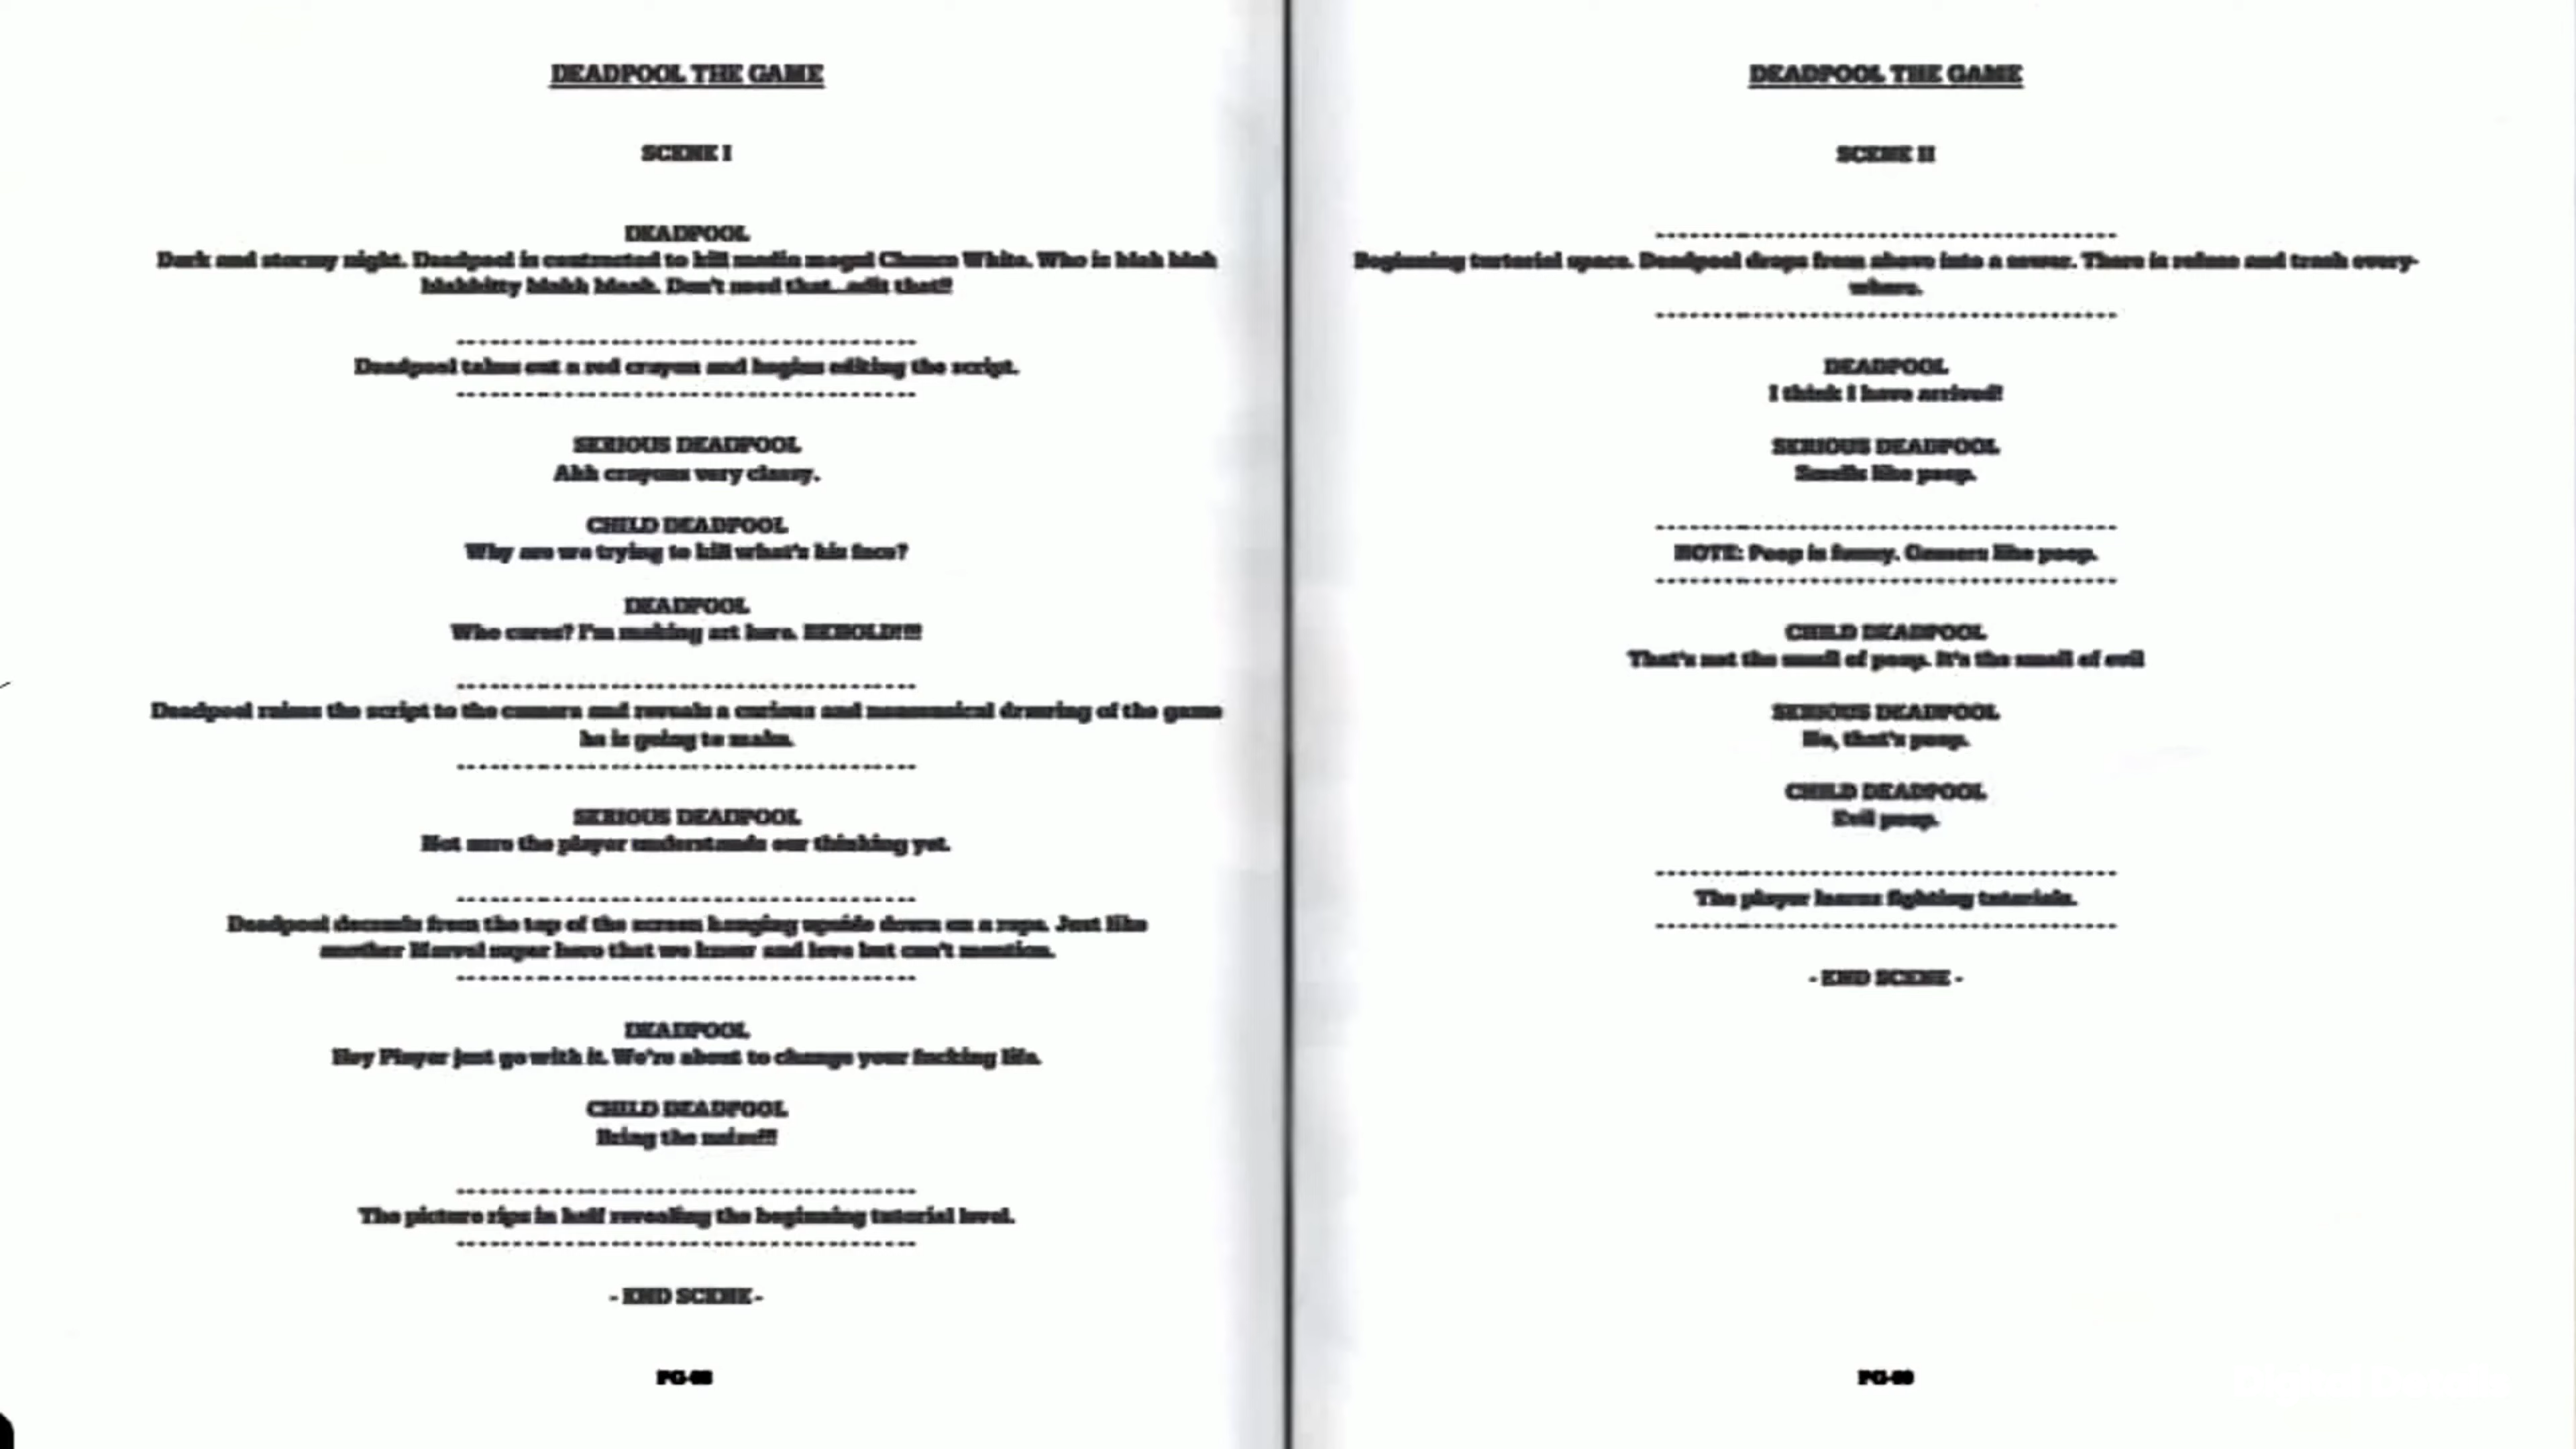 DEADPOOL THE GAME
SCENE I
DEADPOOL
Dark and stormy night. Deadpool is contracted to kill media mogul Chance White. Who is blah blah
blahbitty blahh blaah. Don't need that...edit that!!
Deadpool takes out a red crayon and begins editing the script.
SERIOUS DEADPOOL
Ahh crayons very classy.
CHILD DEADPOOL
Why are we trying to kill what's his face?
DEADPOOL
Who cares? I'm making art here. BEHOLD!!!!
Deadpool raises the script to the camera and reveals a curious and nonsensical drawring of the game
he is going to make.
SERIOUS DEADPOOL
Not sure the player understands our thinking yet.
Deadpool decends from the top of the screen hanging upside down on a rope. Just like
another Marvel super hero that we know and love but can't mention.
DEADPOOL
Hey Player just go with it. We're about to change your fucking life.
CHILD DEADPOOL
Bring the noise!!!
The picture rips in half revealing the beginning tutorial level.
- END SCENE -
DEADPOOL THE GAME
SCENE II
Beginning turtorial space. Deadpool drops from above into a sewer. There is refuse and trash every-
where.
DEADPOOL
I think I have arrived!
SERIOUS DEADPOOL
Smells like poop.
NOTE: Poop is funny. Gamers like poop.
CHILD DEADPOOL
That's not the smell of poop. It's the smell of evil
SERIOUS DEADPOOL
No, that's poop.
CHILD DEADPOOL
Evil poop.
The player learns fighting tutorials.
- END SCENE -